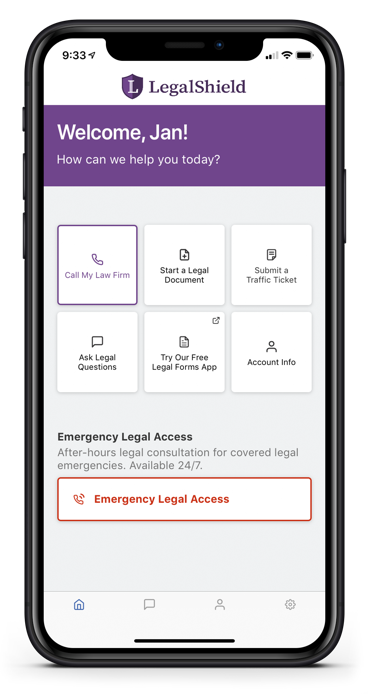 9:33
LegalShield
Welcome, Jan!
How can we help you today?
Call My Law Firm
Start a Legal
Document
Submit a
Traffic Ticket
Ask Legal
Questions
Try Our Free
Legal Forms App
Account Info
Emergency Legal Access
After-hours legal consultation for covered legal
emergencies. Available 24/7.
Emergency Legal Access